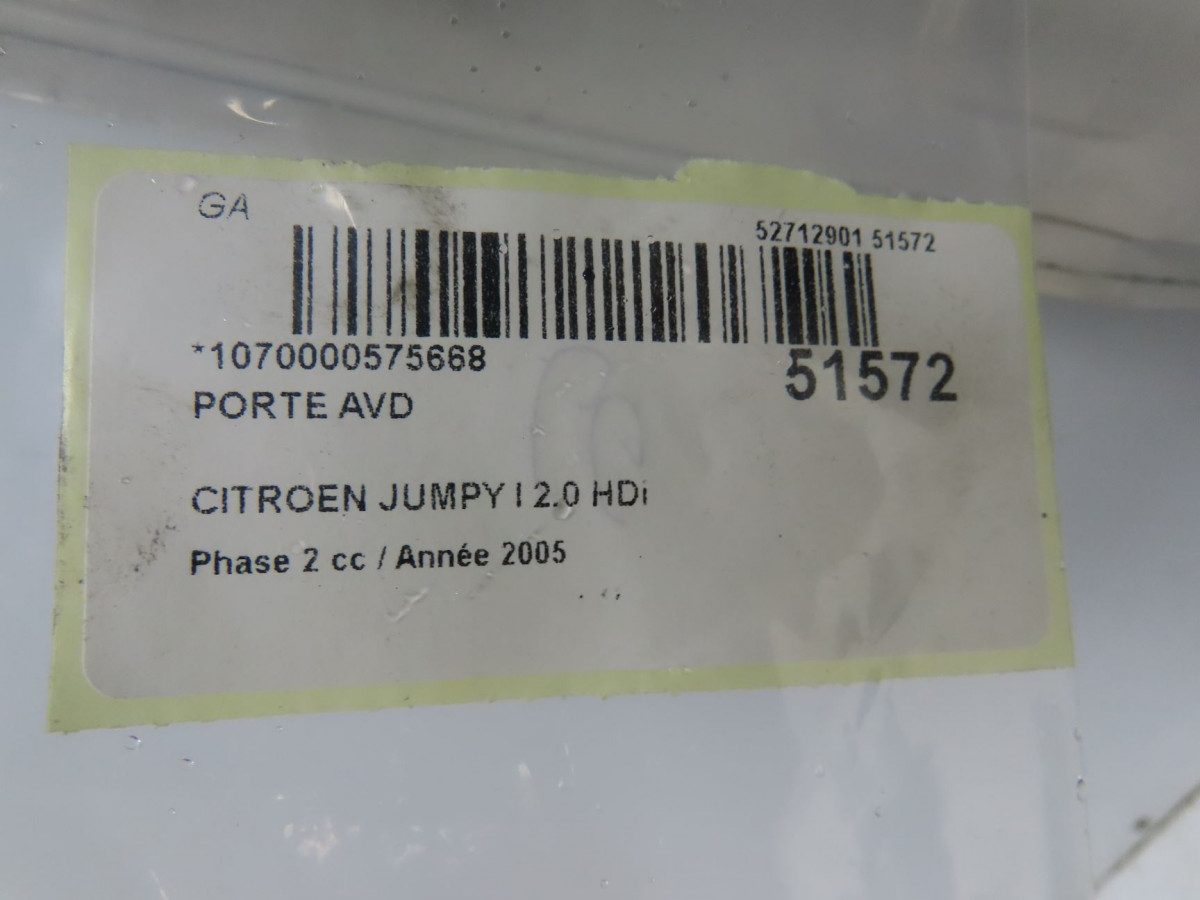 GA
52712901 51572
*1070000575668
51572
PORTE AVD
CITROEN JUMPY I 2.0 HDi
Phase 2 cc / Année 2005